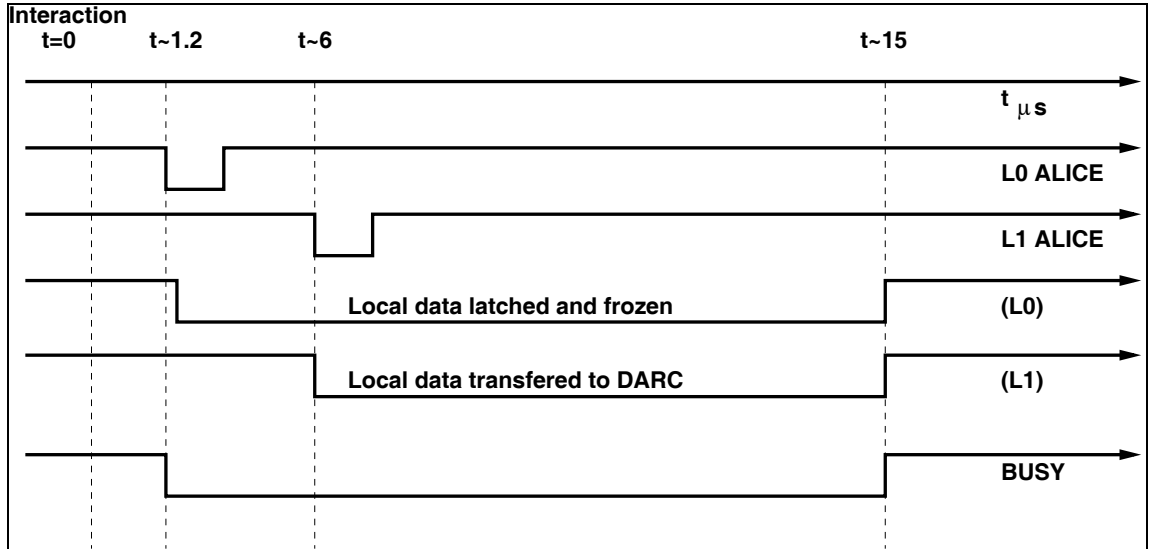 Interaction
t=0 t~1.2 t~6 t~15
t μs
L0 ALICE
L1 ALICE
Local data latched and frozen (L0)
Local data transfered to DARC (L1)
BUSY